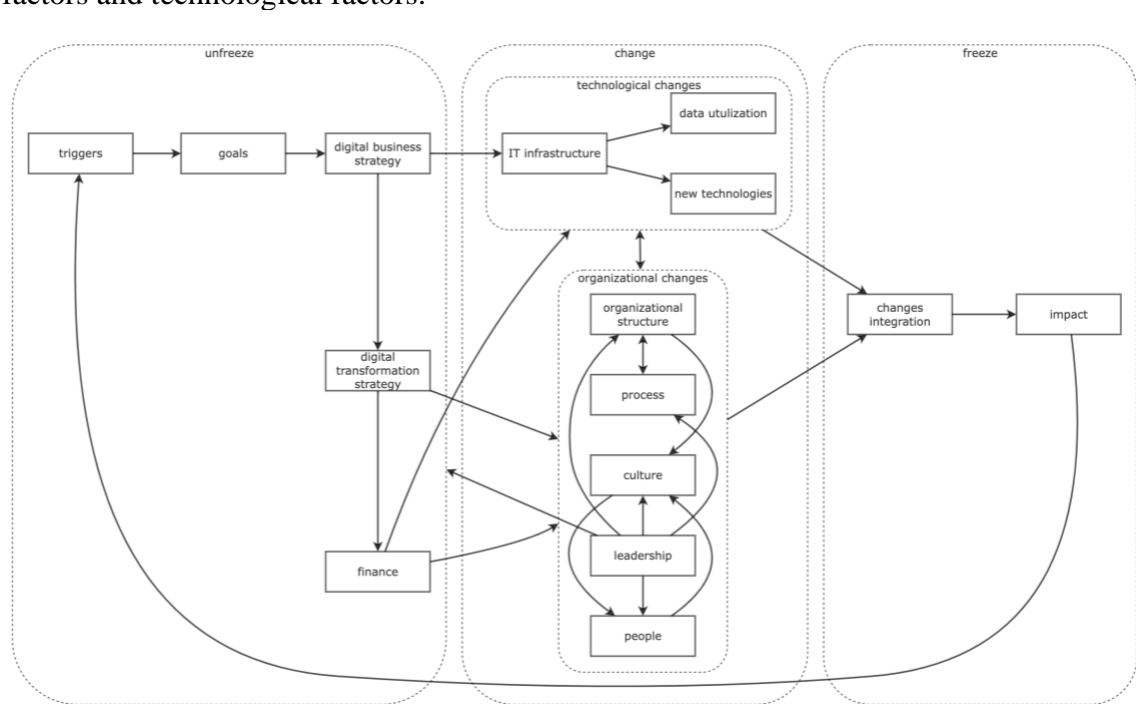 factors and technological factors.
unfreeze
change
freeze
technological changes
data utulization
triggers
goals
digital business
strategy
IT infrastructure
new technologies
organizational changes
organizational
structure
changes
integration
impact
digital
transformation
strategy
process
culture
leadership
finance
people